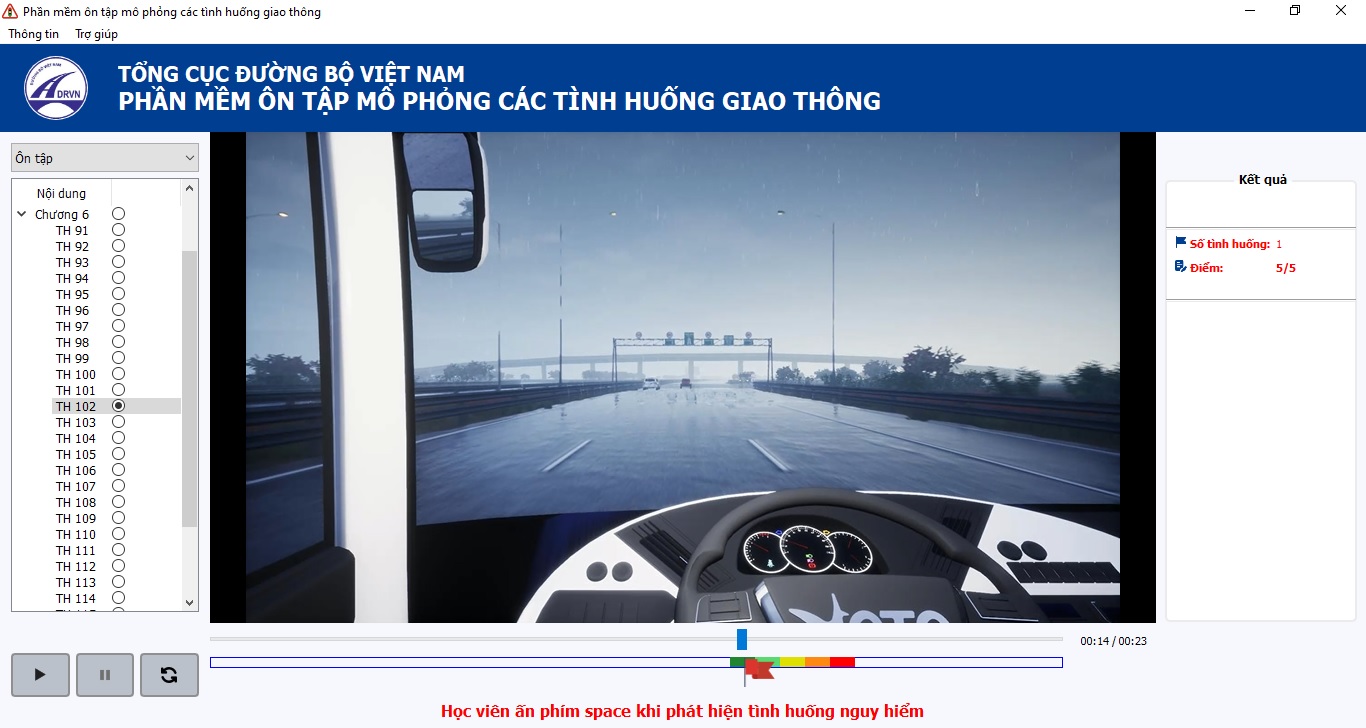 Phần mềm ôn tập mô phỏng các tình huống giao thông
Thông tin Trợ giúp
ĐƯỜNG BỘ VIỆT NAM
DRVN
TỔNG CỤC ĐƯỜNG BỘ VIỆT NAM
PHẦN MỀM ÔN TẬP MÔ PHỎNG CÁC TÌNH HUỐNG GIAO THÔNG
Ôn tập
Nội dung
Chương 6
TH 91
TH 92
TH 93
TH 94
TH 95
TH 96
TH 97
TH 98
TH 99
TH 100
TH 101
TH 102
TH 103
TH 104
TH 105
TH 106
TH 107
TH 108
TH 109
TH 110
TH 111
TH 112
TH 113
TH 114
Kết quả
Số tình huống: 1
Điểm: 5/5
00:14 / 00:23
Học viên ấn phím space khi phát hiện tình huống nguy hiểm